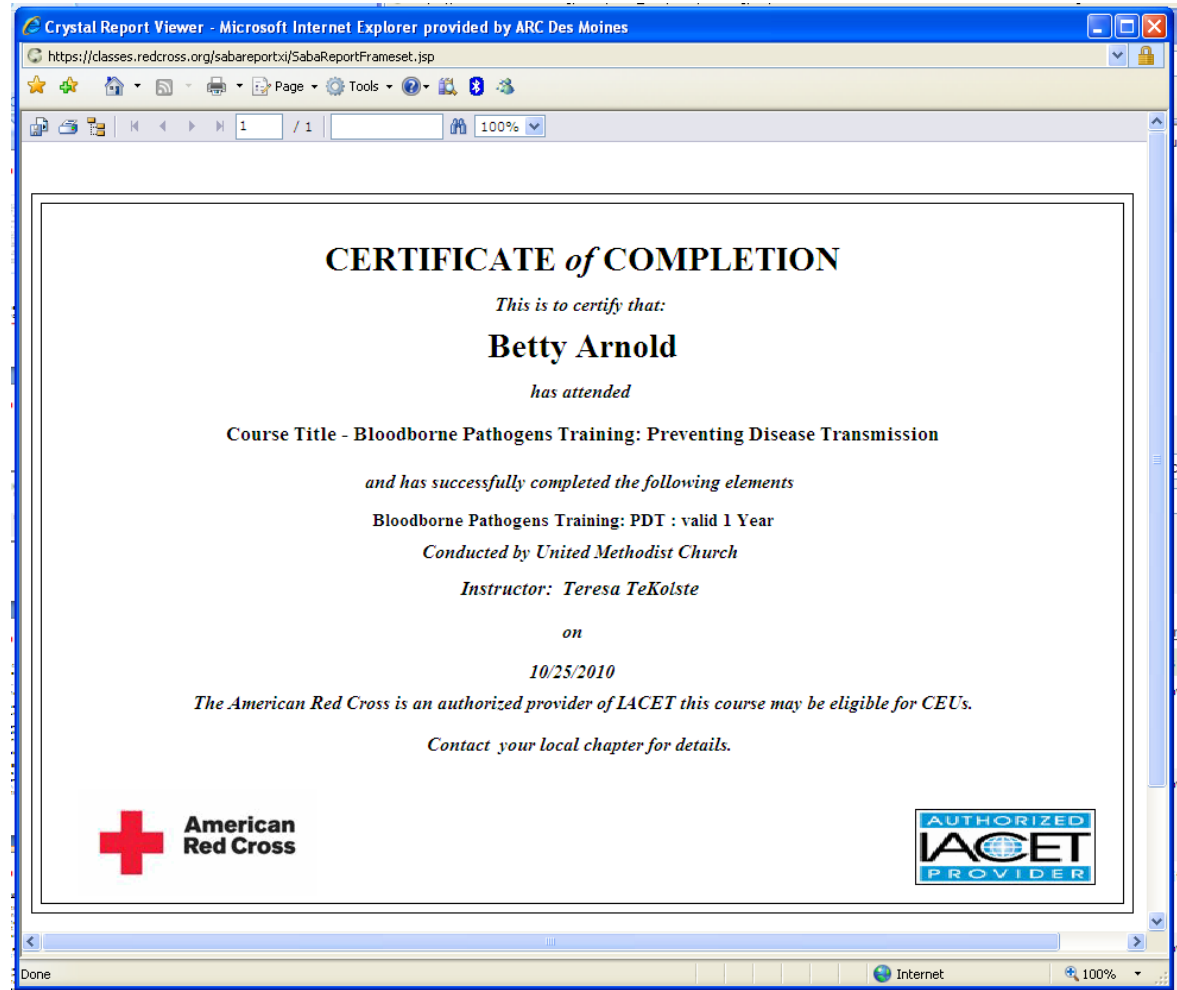 Crystal Report Viewer - Microsoft Internet Explorer provided by ARC Des Moines
https://classes.redcross.org/sabareportxi/SabaReportFrameset.jsp
Page Tools
1 / 1 100%
CERTIFICATE of COMPLETION
This is to certify that:
Betty Arnold
has attended
Course Title - Bloodborne Pathogens Training: Preventing Disease Transmission
and has successfully completed the following elements
Bloodborne Pathogens Training: PDT : valid 1 Year
Conducted by United Methodist Church
Instructor: Teresa TeKolste
on
10/25/2010
The American Red Cross is an authorized provider of IACET this course may be eligible for CEUs.
Contact your local chapter for details.
American
Red Cross
AUTHORIZED
IACET
PROVIDER
Done Internet 100%